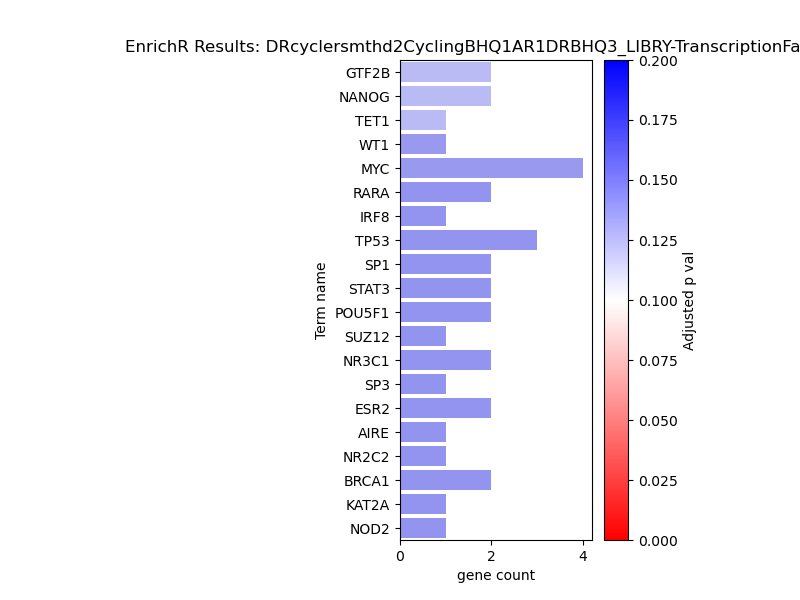 EnrichR Results: DRcyclersmthd2CyclingBHQ1AR1DRBHQ3_LIBRY-TranscriptionFa
GTF2B
NANOG
TET1
WT1
MYC
RARA
IRF8
TP53
SP1
STAT3
POU5F1
SUZ12
NR3C1
SP3
ESR2
AIRE
NR2C2
BRCA1
KAT2A
NOD2
Term name
0 2 4
gene count
0.200
0.175
0.150
0.125
0.100
0.075
0.050
0.025
0.000
Adjusted p val